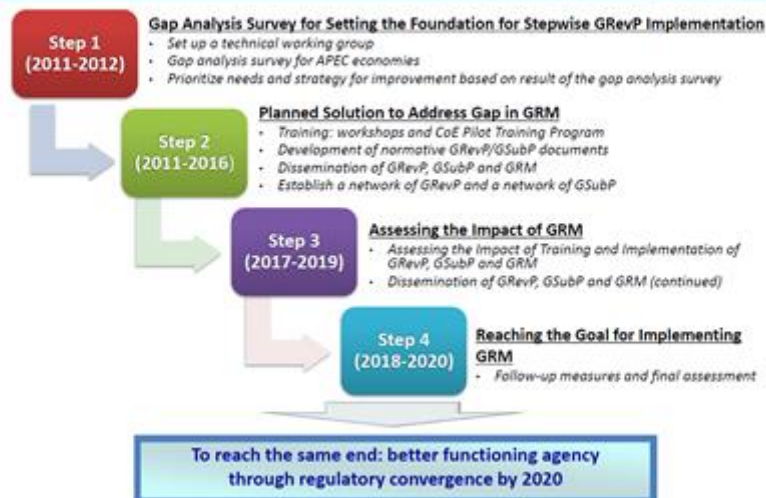 Gap Analysis Survey for Setting the Foundation for Stepwise GRevP Implementation
Step 1
(2011-2012)
• Set up a technical working group
• Gap analysis survey for APEC economies
• Prioritize needs and strategy for improvement based on result of the gap analysis survey
Planned Solution to Address Gap in GRM
Step 2
(2011-2016)
• Training: workshops and CoE Pilot Training Program
• Development of normative GRevP/GSubP documents
• Dissemination of GRevP, GSubP and GRM
• Establish a network of GRevP and a network of GSubP
Assessing the Impact of GRM
Step 3
(2017-2019)
• Assessing the Impact of Training and Implementation of
GRevP, GSubP and GRM
• Dissemination of GRevP, GSubP and GRM (continued)
Step 4
(2018-2020)
Reaching the Goal for Implementing
GRM
• Follow-up measures and final assessment
To reach the same end: better functioning agency
through regulatory convergence by 2020